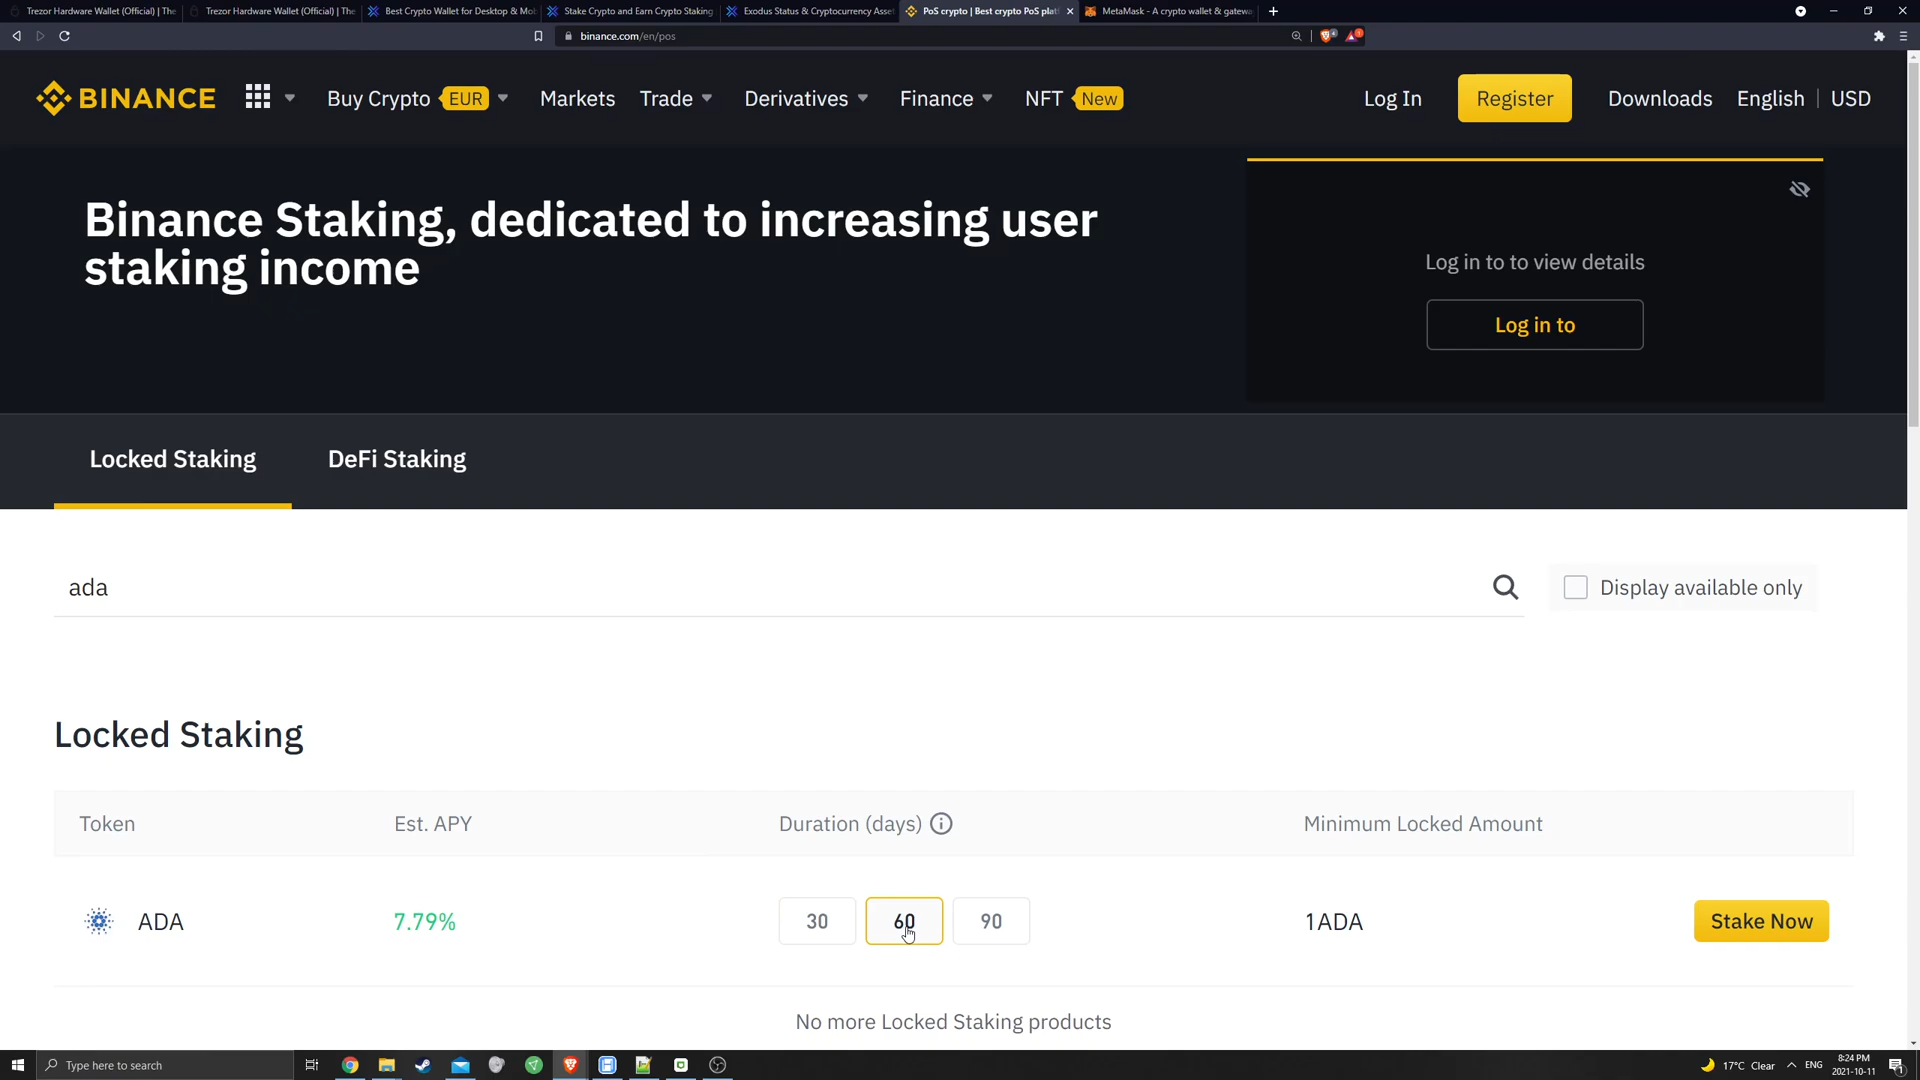 Trezor Hardware Wallet (Official) | The
Trezor Hardware Wallet (Official) | The
Best Crypto Wallet for Desktop & Mo
Stake Crypto and Earn Crypto Staking
Exodus Status & Cryptocurrency Asse
PoS crypto | Best crypto PoS plat
MetaMask - A crypto wallet & gatewa
binance.com/en/pos
BINANCE
Buy Crypto EUR
Markets
Trade
Derivatives
Finance
NFT New
Log In
Register
Downloads
English
USD
Binance Staking, dedicated to increasing user
staking income
Log in to to view details
Log in to
Locked Staking
DeFi Staking
ada
Display available only
Locked Staking
Token
Est. APY
Duration (days)
Minimum Locked Amount
ADA
7.79%
30
60
90
1ADA
Stake Now
No more Locked Staking products
Type here to search
17°C Clear
ENG
8:24 PM
2021-10-11